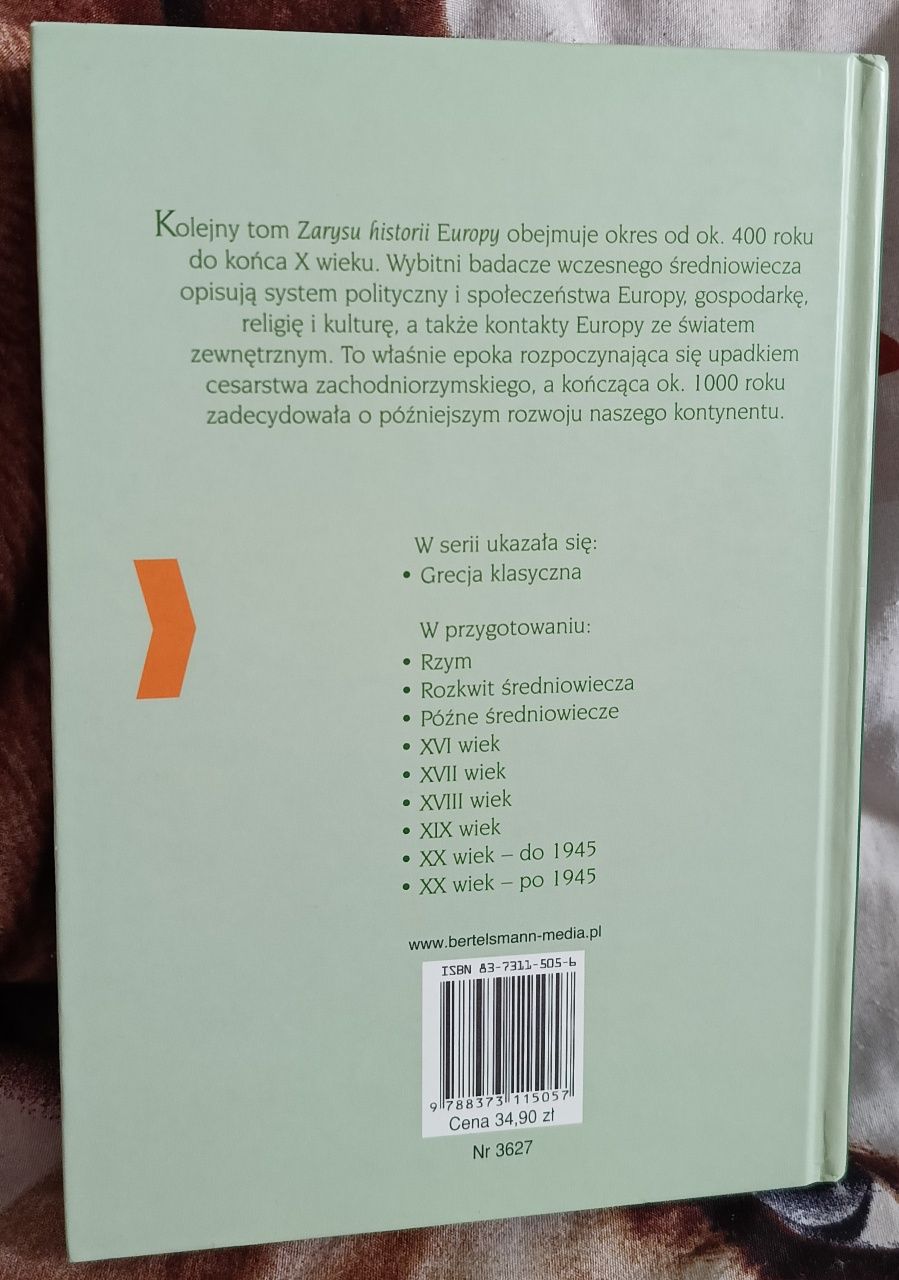 Kolejny tom Zarysu historii Europy obejmuje okres od ok. 400 roku
do końca X wieku. Wybitni badacze wczesnego średniowiecza
opisują system polityczny i społeczeństwa Europy, gospodarkę,
religię i kulturę, a także kontakty Europy ze światem
zewnętrznym. To właśnie epoka rozpoczynająca się upadkiem
cesarstwa zachodniorzymskiego, a kończąca ok. 1000 roku
zadecydowała o późniejszym rozwoju naszego kontynentu.
W serii ukazała się:
• Grecja klasyczna
W przygotowaniu:
• Rzym
• Rozkwit średniowiecza
• Późne średniowiecze
• XVI wiek
• XVII wiek
• XVIII wiek
• XIX wiek
• XX wiek – do 1945
• XX wiek – po 1945
www.bertelsmann-media.pl
ISBN 83-7311-505-6
9 788373 115057
Cena 34,90 zł
Nr 3627